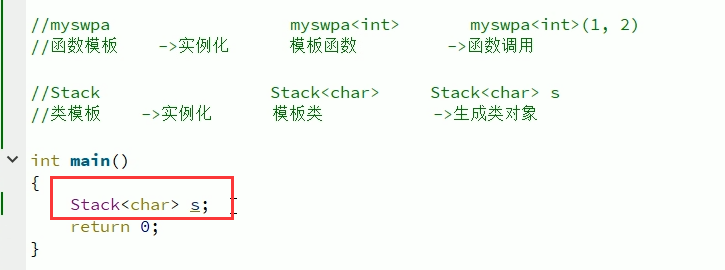 //myswpa myswpa<int> myswpa<int>(1, 2)
//函数模板 ->实例化 模板函数 ->函数调用
//Stack Stack<char> Stack<char> s
//类模板 ->实例化 模板类 ->生成类对象
int main()
{
Stack<char> s;
return 0;
}